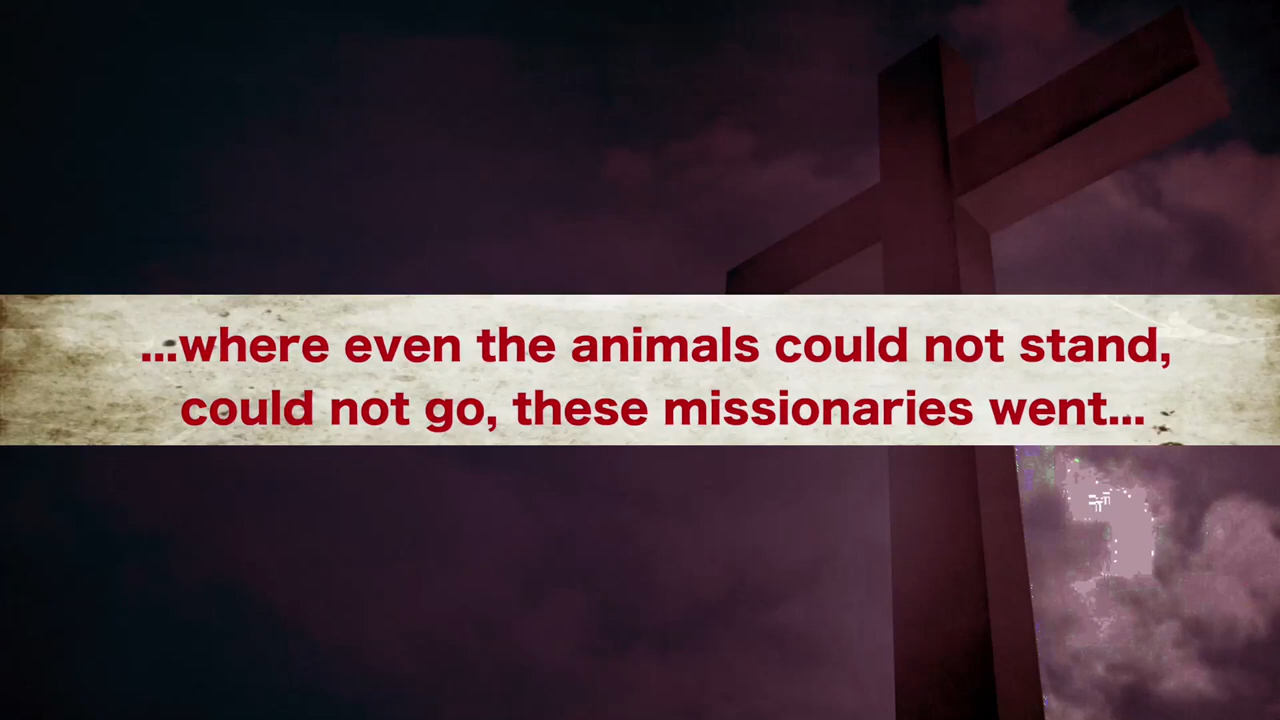 ...where even the animals could not stand,
could not go, these missionaries went...